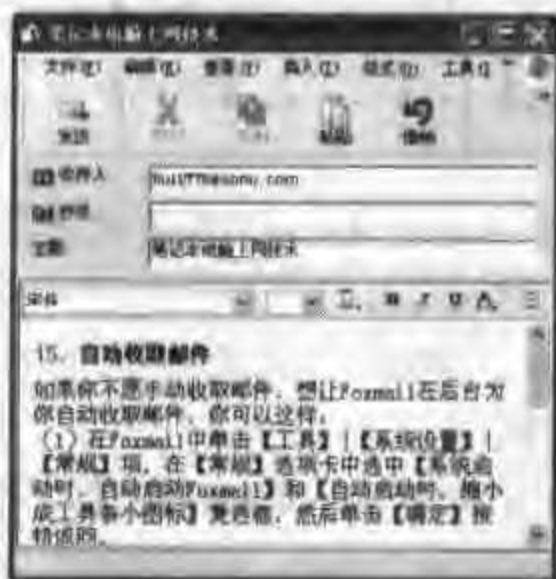 笔记本电脑上网技术
文件(F) 编辑(E) 查看(V) 插入(I) 格式(O) 工具(T
发送 粘贴 撤销
收件人
抄送
主题 笔记本电脑上网技术
宋体 B I U A
15. 自动收取邮件
如果你不愿手动收取邮件，想让Foxmail在后台为
你自动收取邮件，你可以这样：
（1）在Foxmail中单击【工具】|【系统设置】|
【常规】项，在【常规】选项卡中选中【系统启
动时，自动启动Foxmail】和【自动启动时，缩小
成工具条小图标】复选框，然后单击【确定】按
钮返回。